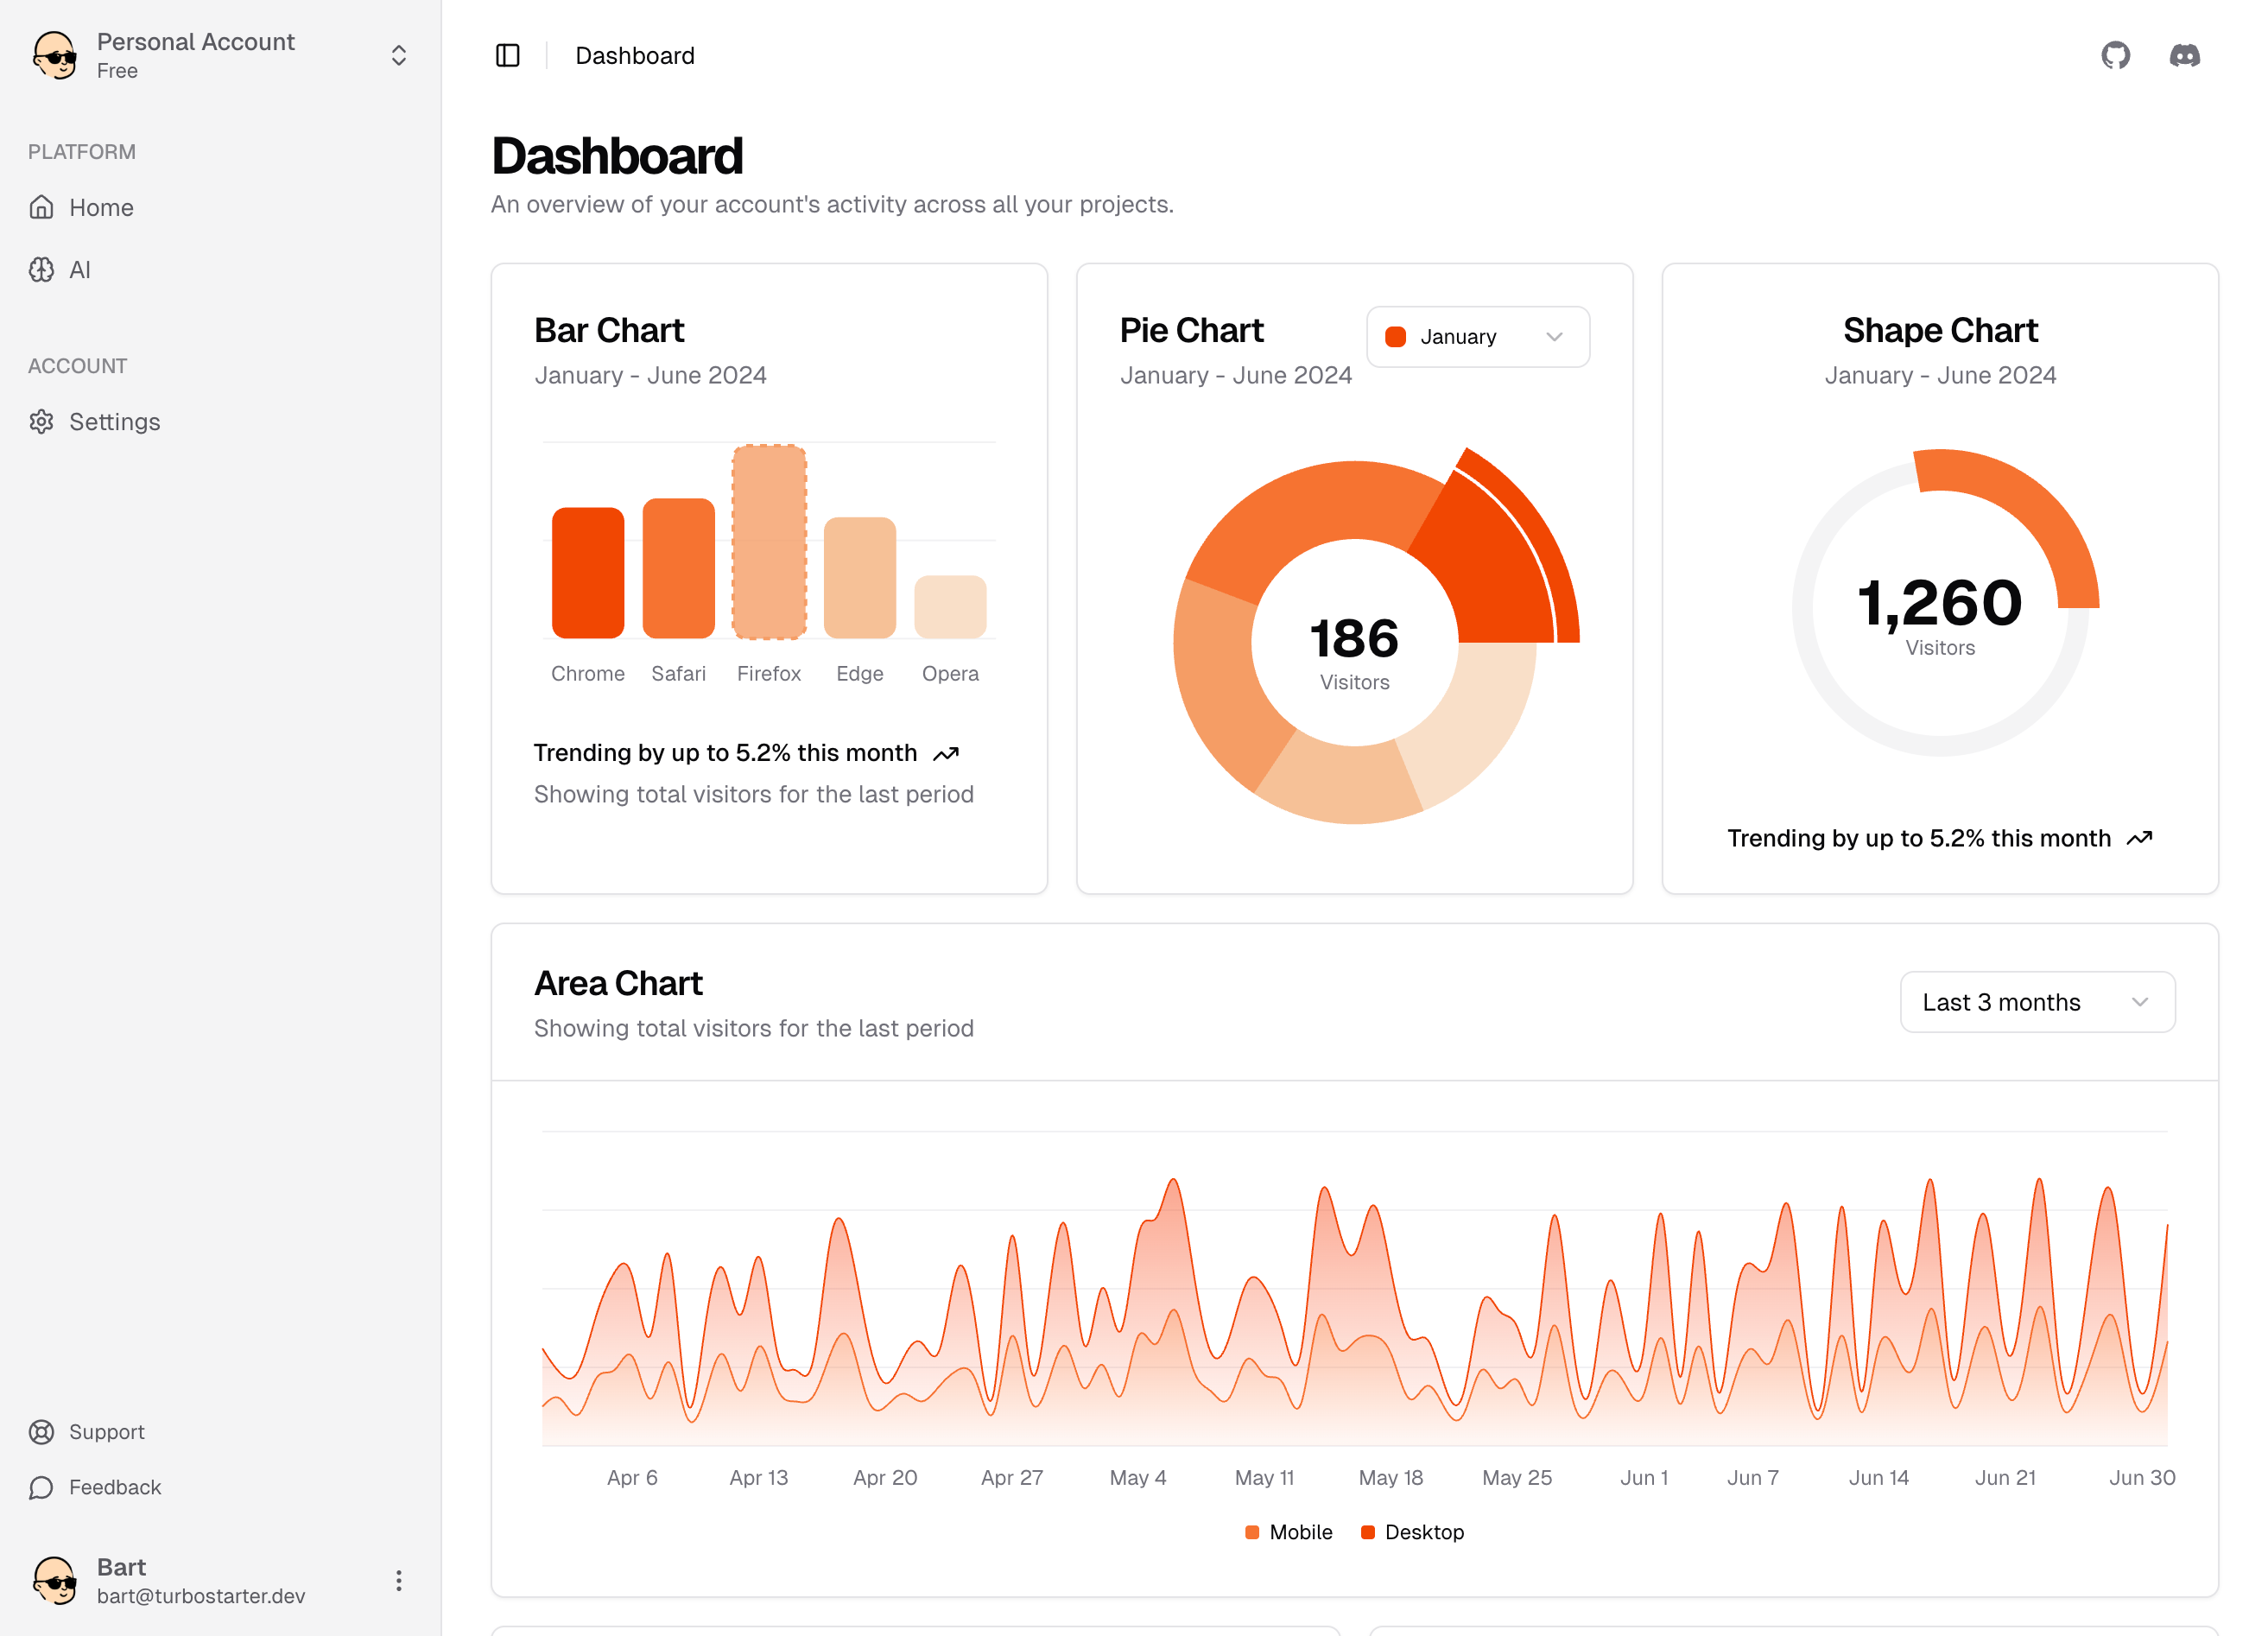 Personal Account
Free
PLATFORM
Home
AI
ACCOUNT
Settings
Support
Feedback
Bart
bart@turbostarter.dev
Dashboard
Dashboard
An overview of your account's activity across all your projects.
Bar Chart
January - June 2024
Chrome Safari Firefox Edge Opera
Trending by up to 5.2% this month
Showing total visitors for the last period
Pie Chart
January - June 2024
January
186
Visitors
Shape Chart
January - June 2024
1,260
Visitors
Trending by up to 5.2% this month
Area Chart
Showing total visitors for the last period
Last 3 months
Apr 6 Apr 13 Apr 20 Apr 27 May 4 May 11 May 18 May 25 Jun 1 Jun 7 Jun 14 Jun 21 Jun 30
Mobile Desktop